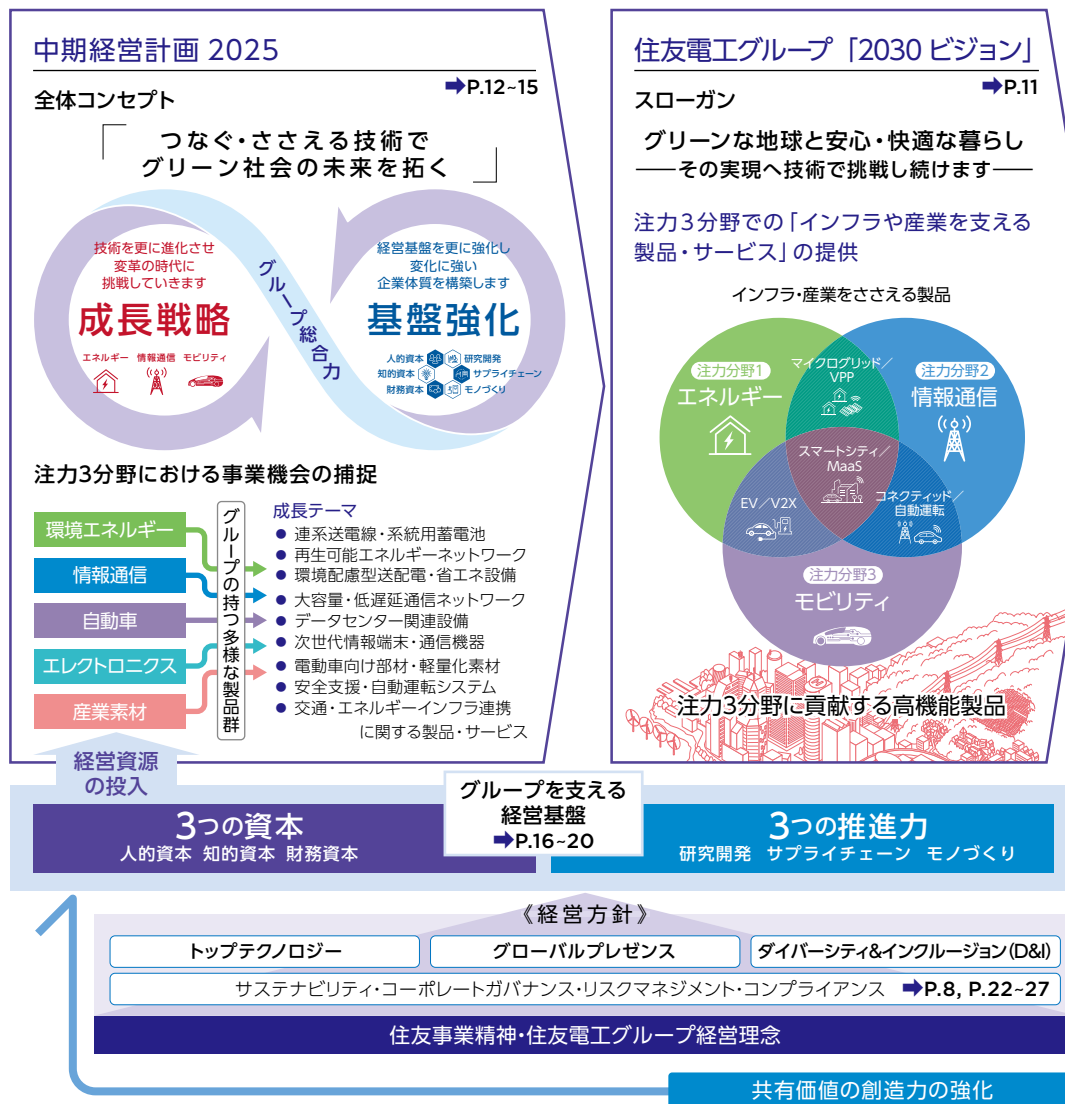 中期経営計画 2025
➡P.12~15
全体コンセプト
「つなぐ・ささえる技術で
グリーン社会の未来を拓く」
技術を更に進化させ
変革の時代に
挑戦していきます
成長戦略
エネルギー 情報通信 モビリティ
グループ総合力
経営基盤を更に強化し
変化に強い
企業体質を構築します
基盤強化
人的資本 研究開発
知的資本 サプライチェーン
財務資本 モノづくり
注力3分野における事業機会の捕捉
環境エネルギー
情報通信
自動車
エレクトロニクス
産業素材
グループの持つ多様な製品群
成長テーマ
● 連系送電線・系統用蓄電池
● 再生可能エネルギーネットワーク
● 環境配慮型送配電・省エネ設備
● 大容量・低遅延通信ネットワーク
● データセンター関連設備
● 次世代情報端末・通信機器
● 電動車向け部材・軽量化素材
● 安全支援・自動運転システム
● 交通・エネルギーインフラ連携
に関する製品・サービス
住友電工グループ「2030 ビジョン」
➡P.11
スローガン
グリーンな地球と安心・快適な暮らし
——その実現へ技術で挑戦し続けます——
注力3分野での「インフラや産業を支える
製品・サービス」の提供
インフラ・産業をささえる製品
注力分野1
エネルギー
マイクログリッド／
VPP
注力分野2
情報通信
スマートシティ／
MaaS
EV／V2X
コネクティッド／
自動運転
注力分野3
モビリティ
注力3分野に貢献する高機能製品
経営資源
の投入
3つの資本
人的資本 知的資本 財務資本
グループを支える
経営基盤
➡P.16~20
3つの推進力
研究開発 サプライチェーン モノづくり
《経営方針》
トップテクノロジー
グローバルプレゼンス
ダイバーシティ&インクルージョン(D&I)
サステナビリティ・コーポレートガバナンス・リスクマネジメント・コンプライアンス ➡P.8, P.22~27
住友事業精神・住友電工グループ経営理念
共有価値の創造力の強化